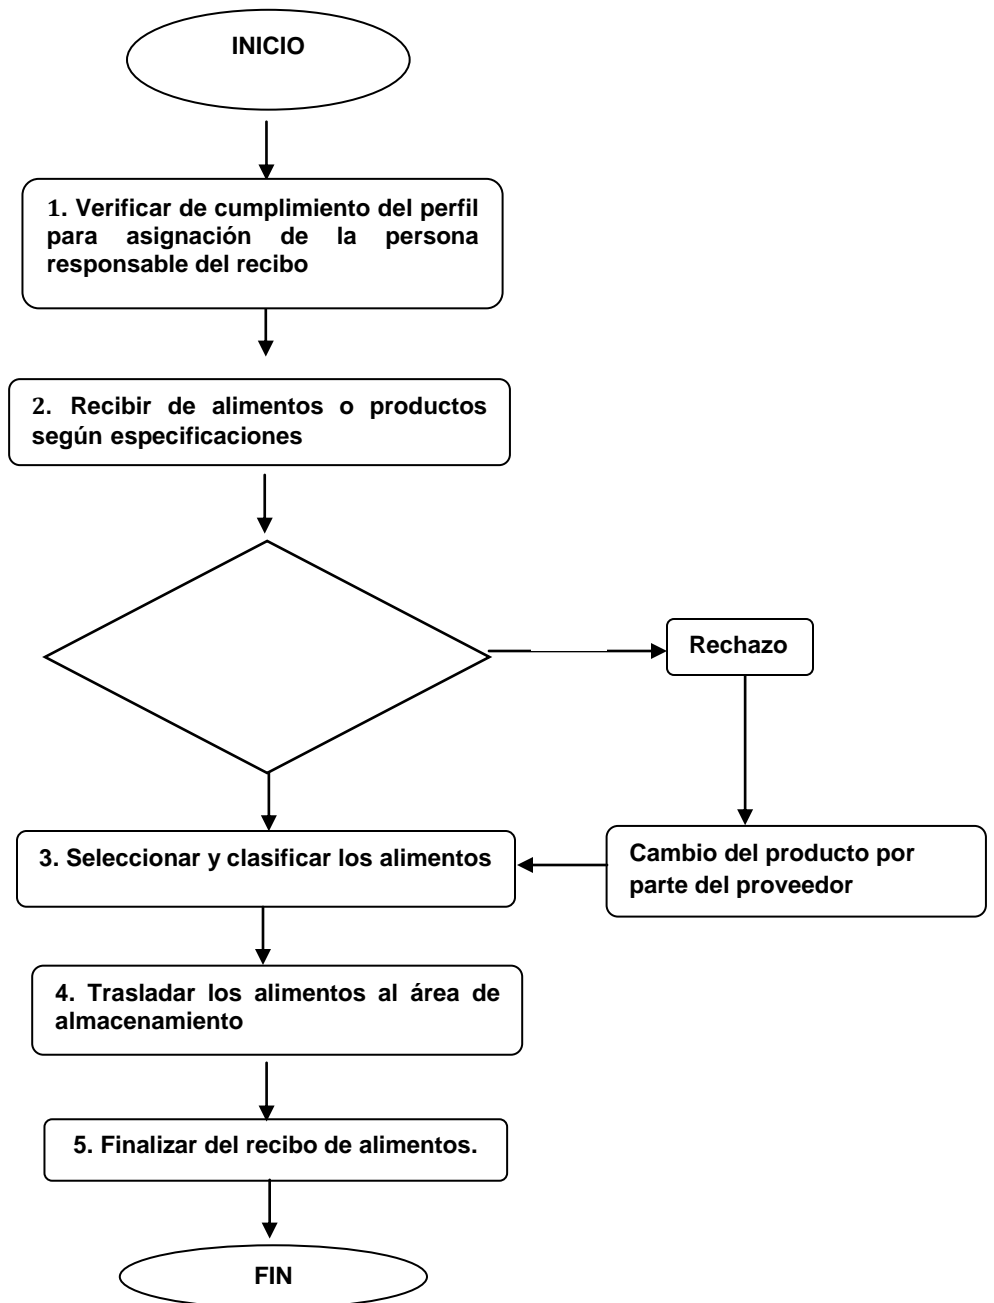 INICIO
1. Verificar de cumplimiento del perfil
para asignación de la persona
responsable del recibo
2. Recibir de alimentos o productos
según especificaciones
Rechazo
3. Seleccionar y clasificar los alimentos
Cambio del producto por
parte del proveedor
4. Trasladar los alimentos al área de
almacenamiento
5. Finalizar del recibo de alimentos.
FIN